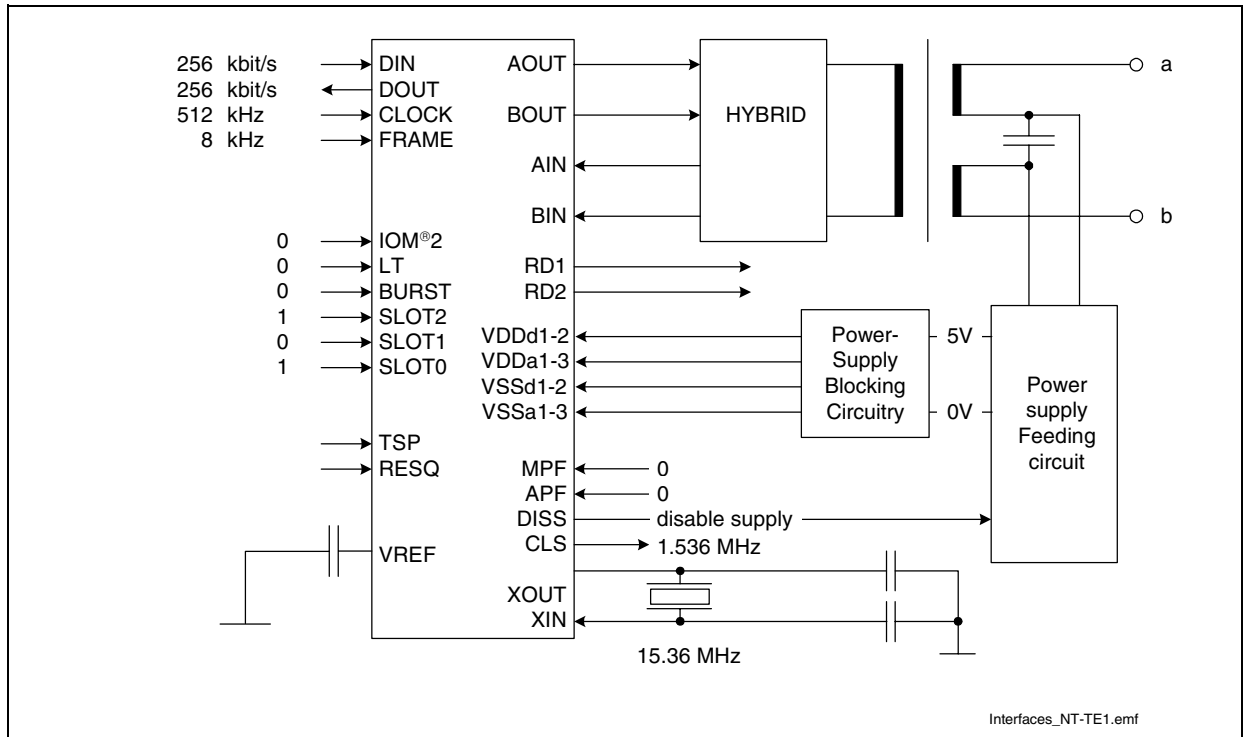 256 kbit/s DIN
256 kbit/s DOUT
512 kHz CLOCK
8 kHz FRAME
0 IOM®2
0 LT
0 BURST
1 SLOT2
0 SLOT1
1 SLOT0
TSP
RESQ
VREF
AOUT
BOUT
AIN
BIN
RD1
RD2
VDDd1-2
VDDa1-3
VSSd1-2
VSSa1-3
MPF 0
APF 0
DISS disable supply
CLS 1.536 MHz
XOUT
XIN
15.36 MHz
HYBRID
a
b
Power-
Supply
Blocking
Circuitry
5V
0V
Power
supply
Feeding
circuit
Interfaces_NT-TE1.emf